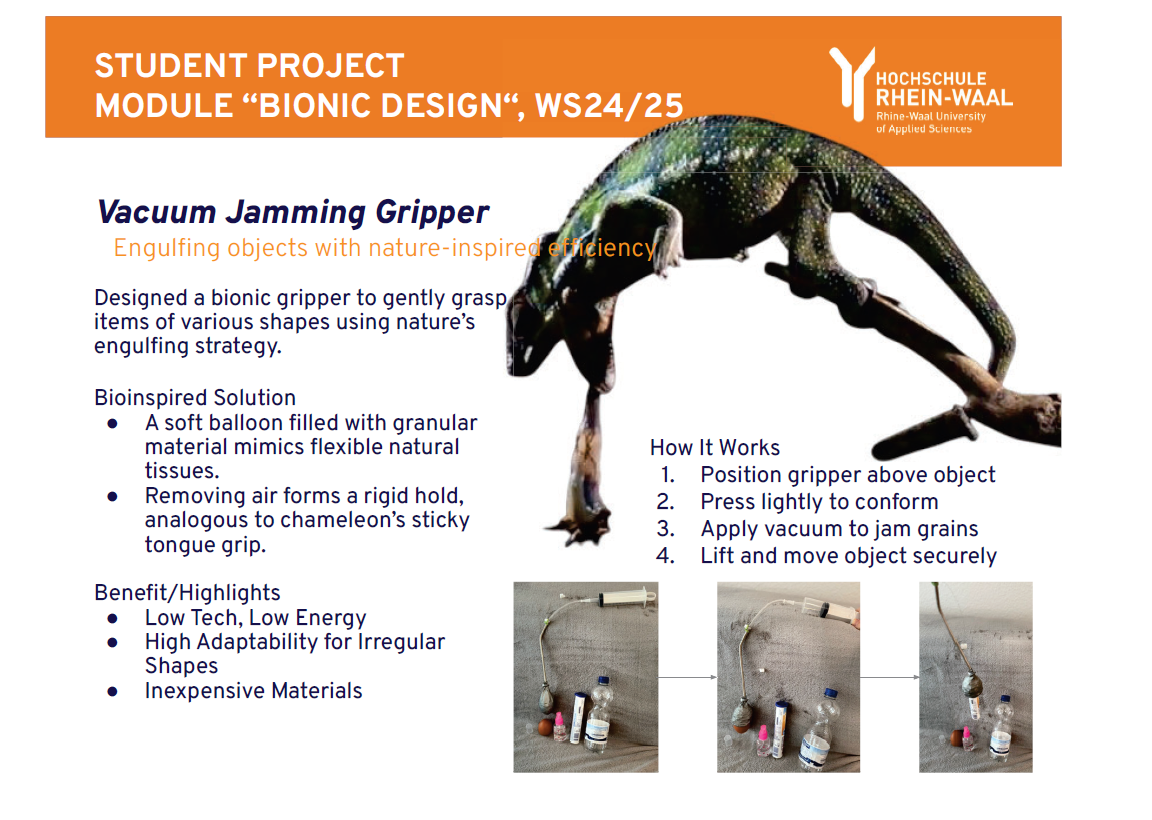 STUDENT PROJECT
MODULE “BIONIC DESIGN“, WS24/25
HOCHSCHULE
RHEIN-WAAL
Rhine-Waal University
of Applied Sciences
Vacuum Jamming Gripper
Engulfing objects with nature-inspired efficiency
Designed a bionic gripper to gently grasp
items of various shapes using nature’s
engulfing strategy.
Bioinspired Solution
● A soft balloon filled with granular
material mimics flexible natural
tissues.
● Removing air forms a rigid hold,
analogous to chameleon’s sticky
tongue grip.
Benefit/Highlights
● Low Tech, Low Energy
● High Adaptability for Irregular
Shapes
● Inexpensive Materials
How It Works
1. Position gripper above object
2. Press lightly to conform
3. Apply vacuum to jam grains
4. Lift and move object securely